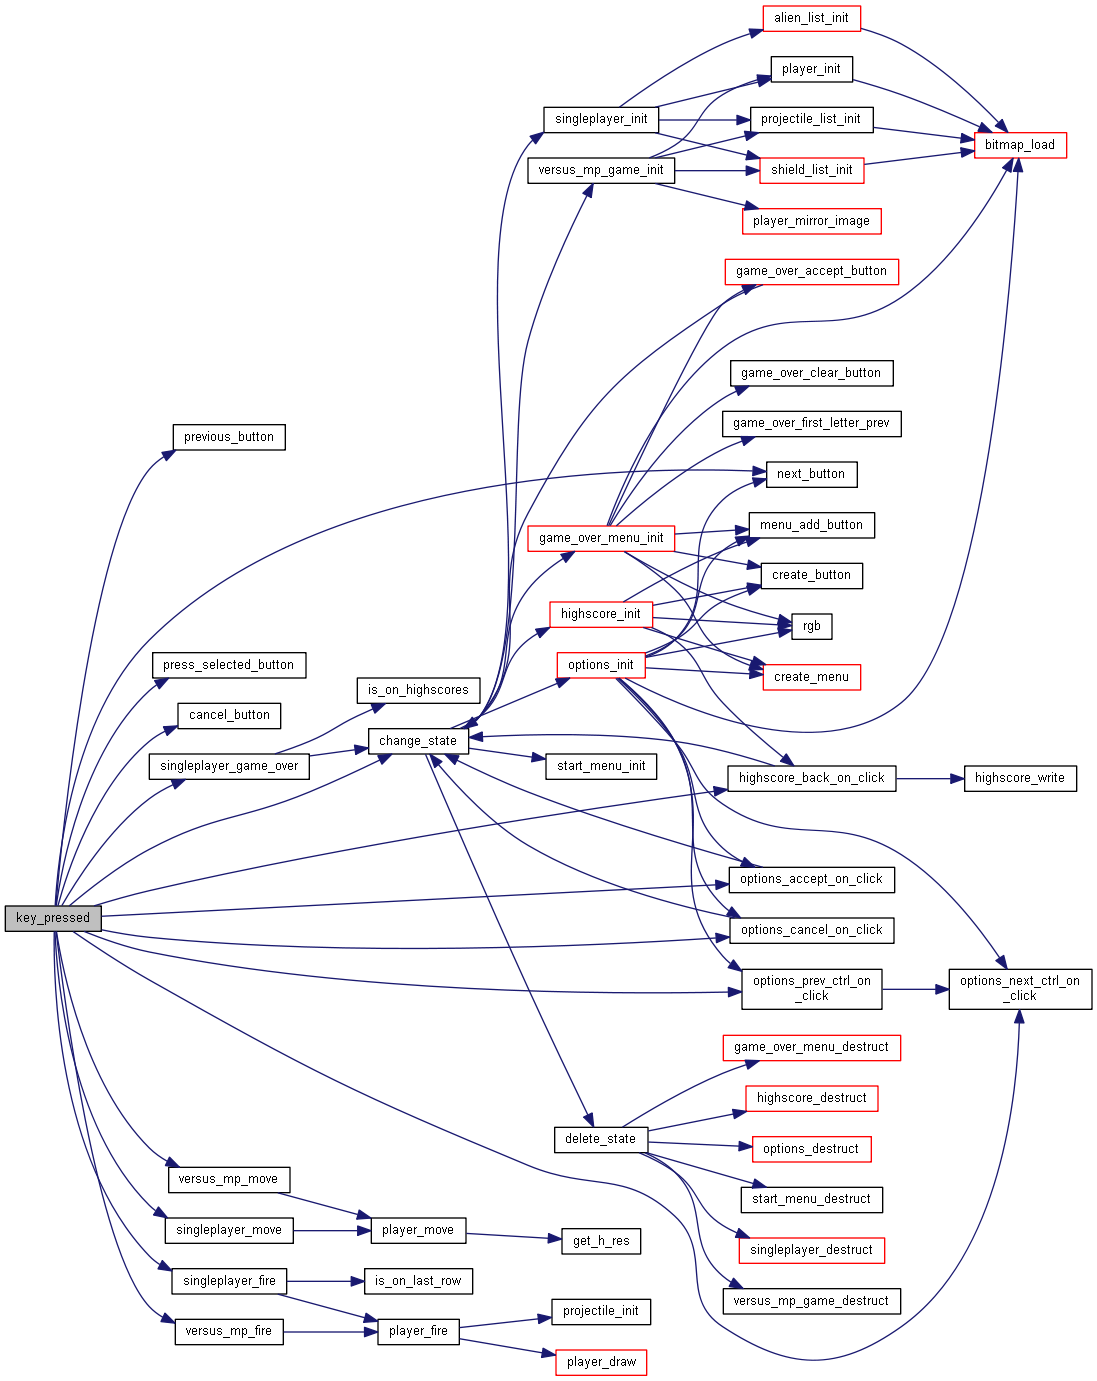 alien_list_init
player_init
singleplayer_init
projectile_list_init
bitmap_load
versus_mp_game_init
shield_list_init
player_mirror_image
game_over_accept_button
game_over_clear_button
game_over_first_letter_prev
previous_button
next_button
menu_add_button
game_over_menu_init
create_button
highscore_init
rgb
press_selected_button
options_init
create_menu
is_on_highscores
cancel_button
change_state
singleplayer_game_over
start_menu_init
highscore_back_on_click
highscore_write
options_accept_on_click
key_pressed
options_cancel_on_click
options_prev_ctrl_on
_click
options_next_ctrl_on
_click
game_over_menu_destruct
highscore_destruct
delete_state
options_destruct
versus_mp_move
start_menu_destruct
singleplayer_move
player_move
get_h_res
singleplayer_destruct
singleplayer_fire
is_on_last_row
versus_mp_game_destruct
projectile_init
versus_mp_fire
player_fire
player_draw